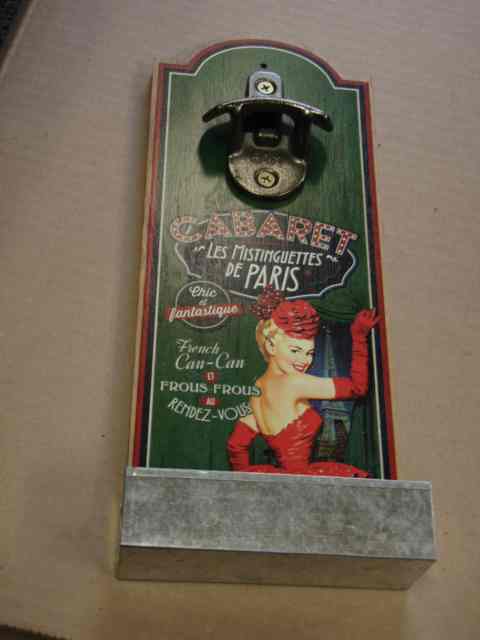 CABARET
LES MISTINGUETTES
DE PARIS
Chic
et
fantastique
French
Can-Can
ET
FROUS FROUS
AU
RENDEZ-VOUS